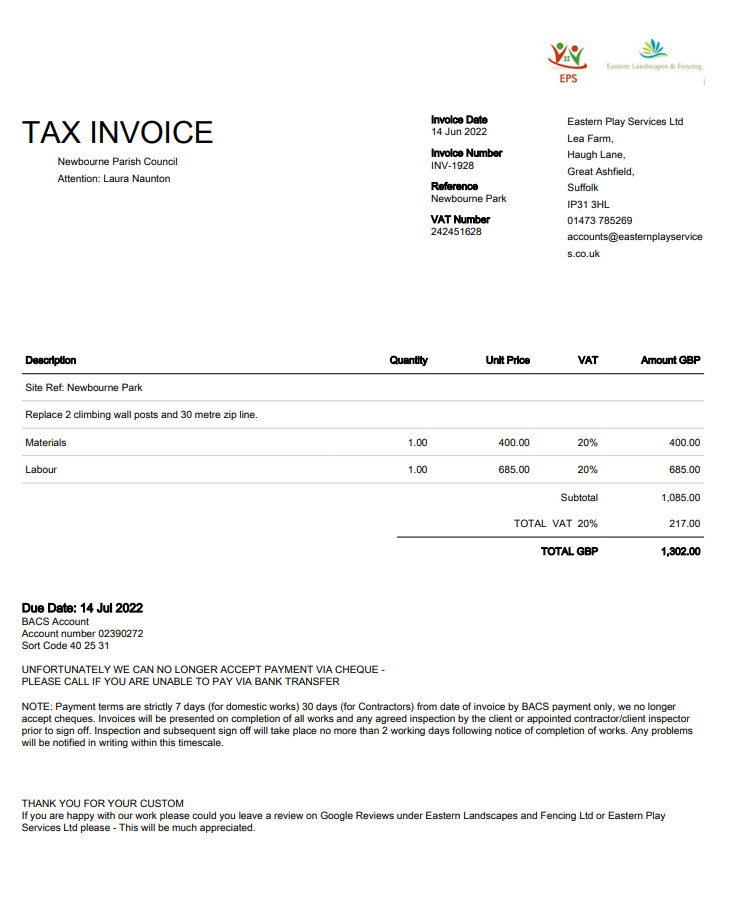 EPS
Eastern Landscapes & Fencing
TAX INVOICE
Newbourne Parish Council
Attention: Laura Naunton
Invoice Date
14 Jun 2022
Invoice Number
INV-1928
Reference
Newbourne Park
VAT Number
242451628
Eastern Play Services Ltd
Lea Farm,
Haugh Lane,
Great Ashfield,
Suffolk
IP31 3HL
01473 785269
accounts@easternplayservice
s.co.uk
Description Quantity Unit Price VAT Amount GBP
Site Ref: Newbourne Park
Replace 2 climbing wall posts and 30 metre zip line.
Materials 1.00 400.00 20% 400.00
Labour 1.00 685.00 20% 685.00
Subtotal 1,085.00
TOTAL VAT 20% 217.00
TOTAL GBP 1,302.00
Due Date: 14 Jul 2022
BACS Account
Account number 02390272
Sort Code 40 25 31
UNFORTUNATELY WE CAN NO LONGER ACCEPT PAYMENT VIA CHEQUE -
PLEASE CALL IF YOU ARE UNABLE TO PAY VIA BANK TRANSFER
NOTE: Payment terms are strictly 7 days (for domestic works) 30 days (for Contractors) from date of invoice by BACS payment only, we no longer
accept cheques. Invoices will be presented on completion of all works and any agreed inspection by the client or appointed contractor/client inspector
prior to sign off. Inspection and subsequent sign off will take place no more than 2 working days following notice of completion of works. Any problems
will be notified in writing within this timescale.
THANK YOU FOR YOUR CUSTOM
If you are happy with our work please could you leave a review on Google Reviews under Eastern Landscapes and Fencing Ltd or Eastern Play
Services Ltd please - This will be much appreciated.